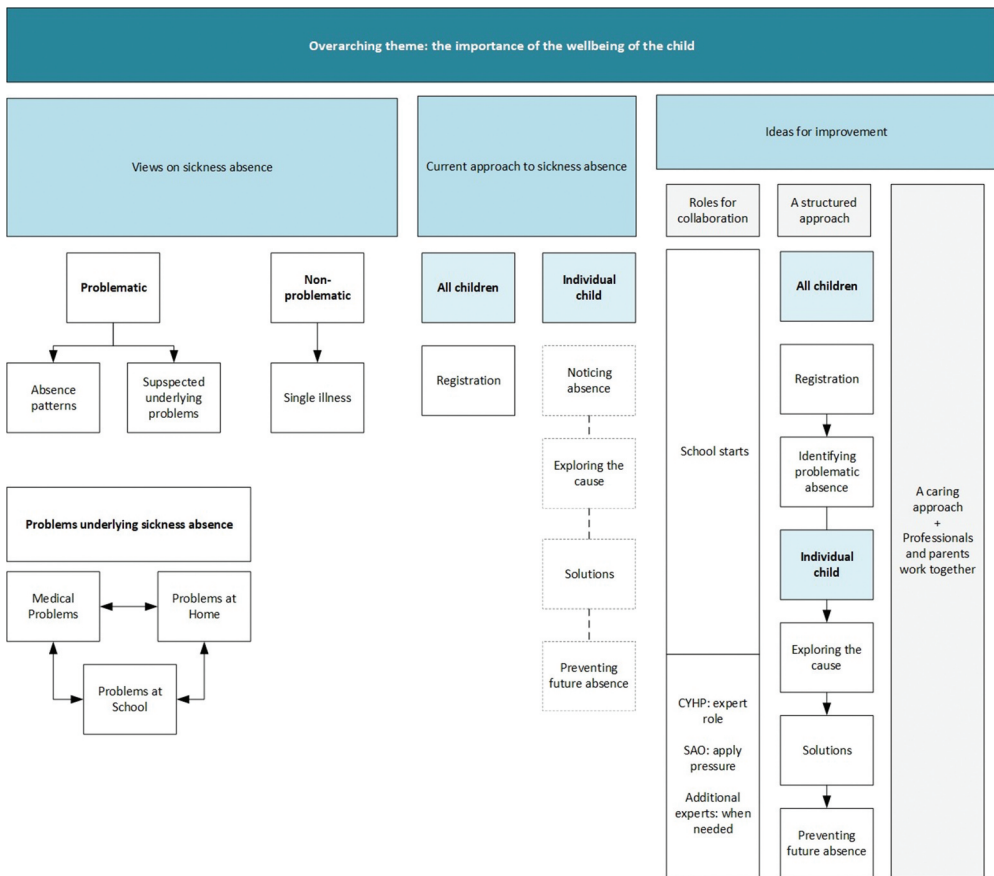 Overarching theme: the importance of the wellbeing of the child
Views on sickness absence
Problematic
Non-
problematic
Absence
patterns
Supspected
underlying
problems
Single illness
Problems underlying sickness absence
Medical
Problems
Problems at
Home
Problems at
School
Current approach to sickness absence
All children
Individual
child
Registration
Noticing
absence
Exploring the
cause
Solutions
Preventing
future absence
Ideas for improvement
Roles for
collaboration
School starts
CYHP: expert
role
SAO: apply
pressure
Additional
experts: when
needed
A structured
approach
All children
Registration
Identifying
problematic
absence
Individual
child
Exploring the
cause
Solutions
Preventing
future absence
A caring
approach
+
Professionals
and parents
work together